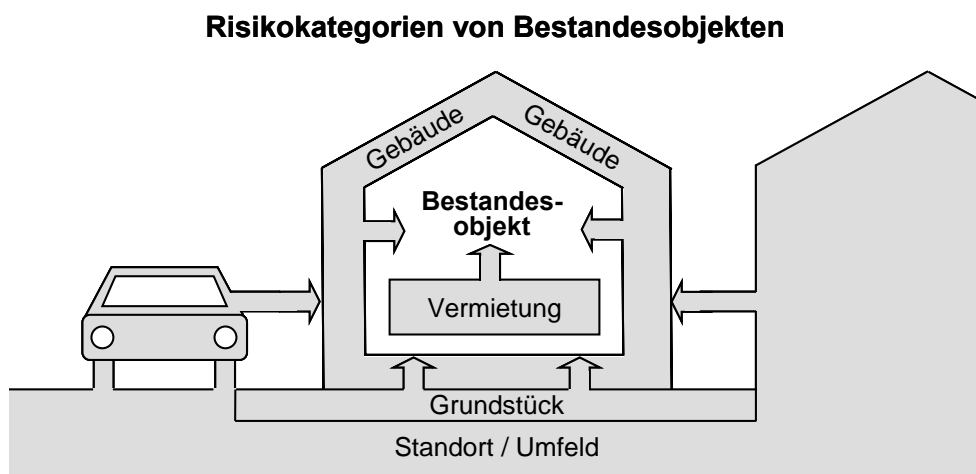 Risikokategorien von Bestandesobjekten
Gebäude
Gebäude
Bestandes-
objekt
Vermietung
Grundstück
Standort / Umfeld